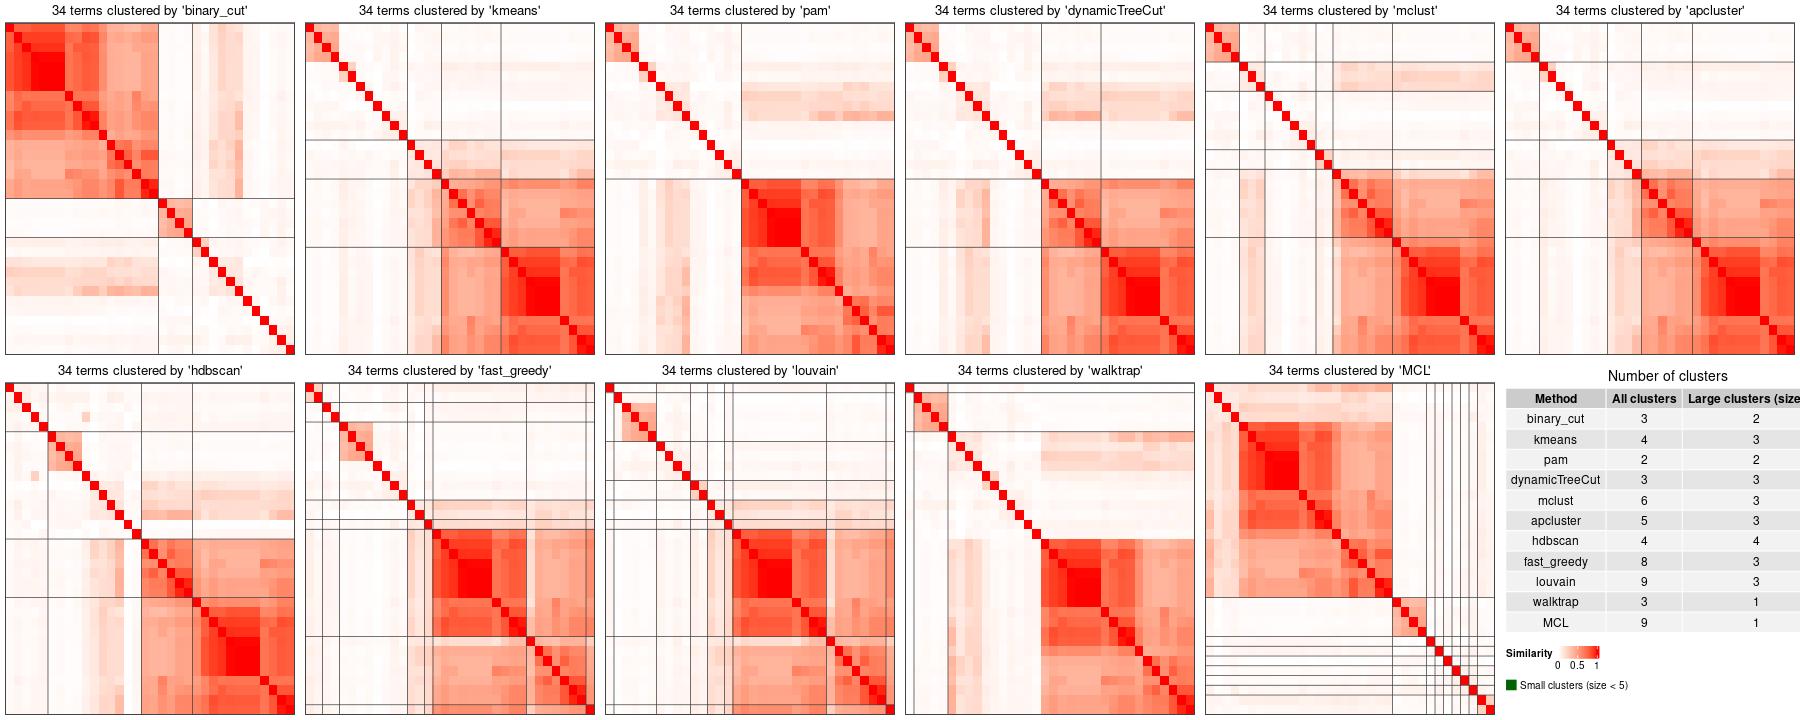 34 terms clustered by 'binary_cut'
34 terms clustered by 'kmeans'
34 terms clustered by 'pam'
34 terms clustered by 'dynamicTreeCut'
34 terms clustered by 'mclust'
34 terms clustered by 'apcluster'
34 terms clustered by 'hdbscan'
34 terms clustered by 'fast_greedy'
34 terms clustered by 'louvain'
34 terms clustered by 'walktrap'
34 terms clustered by 'MCL'
Number of clusters
Method All clusters Large clusters (size
binary_cut 3 2
kmeans 4 3
pam 2 2
dynamicTreeCut 3 3
mclust 6 3
apcluster 5 3
hdbscan 4 4
fast_greedy 8 3
louvain 9 3
walktrap 3 1
MCL 9 1
Similarity
0 0.5 1
Small clusters (size < 5)